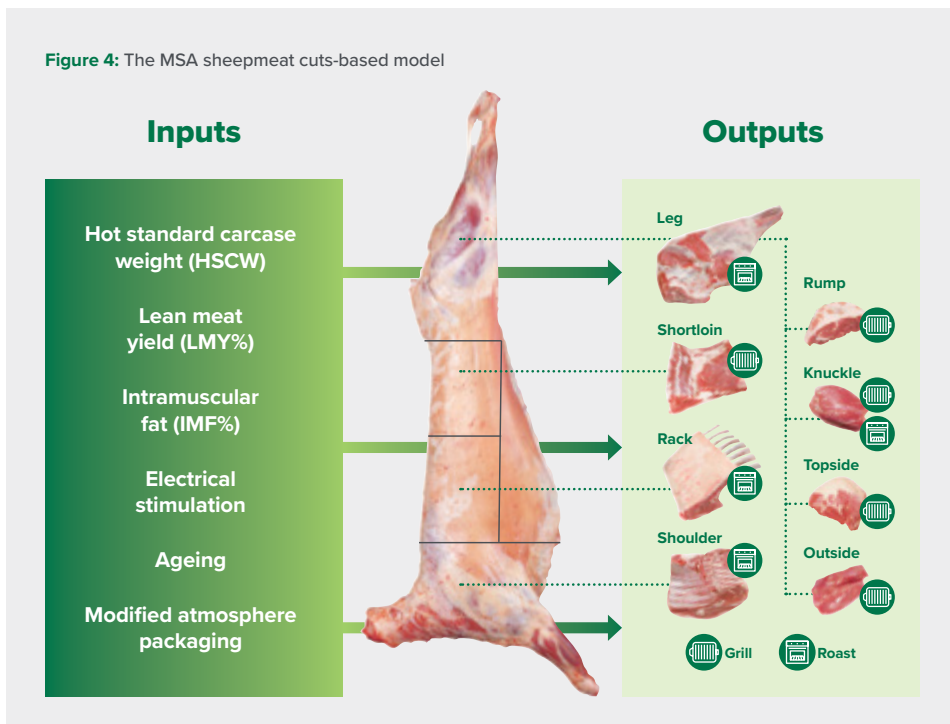 Figure 4: The MSA sheepmeat cuts-based model
Inputs
Hot standard carcase
weight (HSCW)
Lean meat
yield (LMY%)
Intramuscular
fat (IMF%)
Electrical
stimulation
Ageing
Modified atmosphere
packaging
Outputs
Leg
Shortloin
Rack
Shoulder
Rump
Knuckle
Topside
Outside
Grill
Roast